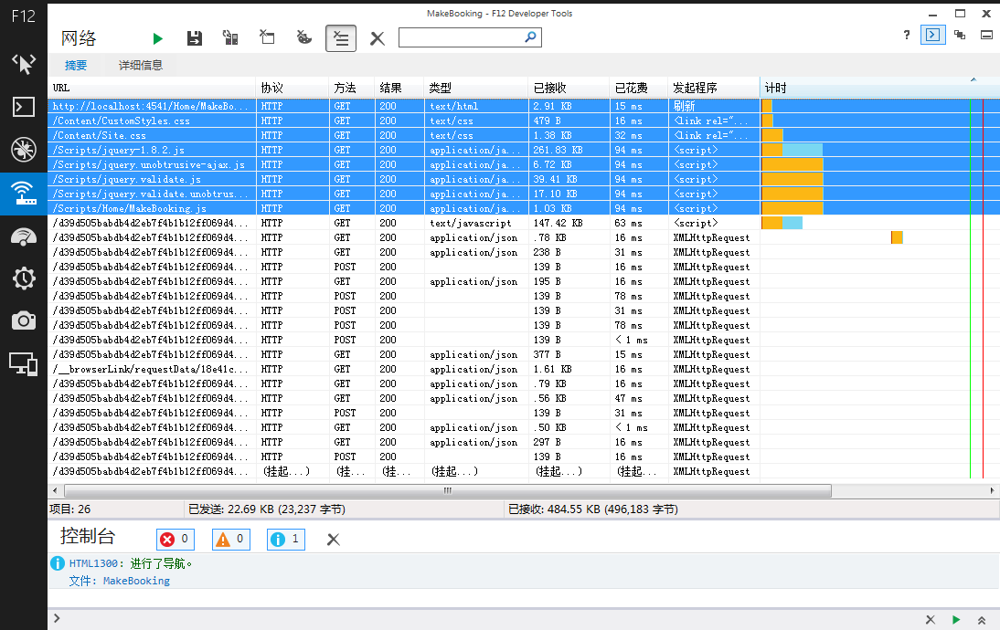 F12
MakeBooking - F12 Developer Tools
网络
?
摘要 详细信息
URL 协议 方法 结果 类型 已接收 已花费 发起程序 计时
http://localhost:4541/Home/MakeBo... HTTP GET 200 text/html 2.91 KB 15 ms 刷新
/Content/CustomStyles.css HTTP GET 200 text/css 479 B 16 ms <link rel="...
/Content/Site.css HTTP GET 200 text/css 1.38 KB 32 ms <link rel="...
/Scripts/jquery-1.8.2.js HTTP GET 200 application/ja... 261.83 KB 94 ms <script>
/Scripts/jquery.unobtrusive-ajax.js HTTP GET 200 application/ja... 6.72 KB 94 ms <script>
/Scripts/jquery.validate.js HTTP GET 200 application/ja... 39.41 KB 94 ms <script>
/Scripts/jquery.validate.unobtrus... HTTP GET 200 application/ja... 17.10 KB 94 ms <script>
/Scripts/Home/MakeBooking.js HTTP GET 200 application/ja... 1.03 KB 94 ms <script>
/d39d505babdb4d2eb7f4b1b12ff069d4... HTTP GET 200 text/javascript 147.42 KB 63 ms <script>
/d39d505babdb4d2eb7f4b1b12ff069d4... HTTP GET 200 application/json .78 KB 16 ms XMLHttpRequest
/d39d505babdb4d2eb7f4b1b12ff069d4... HTTP GET 200 application/json 238 B 31 ms XMLHttpRequest
/d39d505babdb4d2eb7f4b1b12ff069d4... HTTP POST 200 139 B 16 ms XMLHttpRequest
/d39d505babdb4d2eb7f4b1b12ff069d4... HTTP GET 200 application/json 195 B 16 ms XMLHttpRequest
/d39d505babdb4d2eb7f4b1b12ff069d4... HTTP POST 200 139 B 78 ms XMLHttpRequest
/d39d505babdb4d2eb7f4b1b12ff069d4... HTTP POST 200 139 B 31 ms XMLHttpRequest
/d39d505babdb4d2eb7f4b1b12ff069d4... HTTP POST 200 139 B 78 ms XMLHttpRequest
/d39d505babdb4d2eb7f4b1b12ff069d4... HTTP POST 200 139 B < 1 ms XMLHttpRequest
/d39d505babdb4d2eb7f4b1b12ff069d4... HTTP GET 200 application/json 377 B 15 ms XMLHttpRequest
/__browserLink/requestData/18e41c... HTTP GET 200 application/json 1.61 KB 16 ms XMLHttpRequest
/d39d505babdb4d2eb7f4b1b12ff069d4... HTTP GET 200 application/json .79 KB 16 ms XMLHttpRequest
/d39d505babdb4d2eb7f4b1b12ff069d4... HTTP GET 200 application/json .56 KB 47 ms XMLHttpRequest
/d39d505babdb4d2eb7f4b1b12ff069d4... HTTP POST 200 139 B 31 ms XMLHttpRequest
/d39d505babdb4d2eb7f4b1b12ff069d4... HTTP GET 200 application/json .50 KB < 1 ms XMLHttpRequest
/d39d505babdb4d2eb7f4b1b12ff069d4... HTTP GET 200 application/json 297 B 16 ms XMLHttpRequest
/d39d505babdb4d2eb7f4b1b12ff069d4... HTTP POST 200 139 B 16 ms XMLHttpRequest
/d39d505babdb4d2eb7f4b1b12ff069d4... (挂起...) (挂... (挂... (挂起...) (挂起...) (挂起... XMLHttpRequest
项目: 26 已发送: 22.69 KB (23,237 字节) 已接收: 484.55 KB (496,183 字节)
控制台 0 0 1
HTML1300: 进行了导航。
文件: MakeBooking